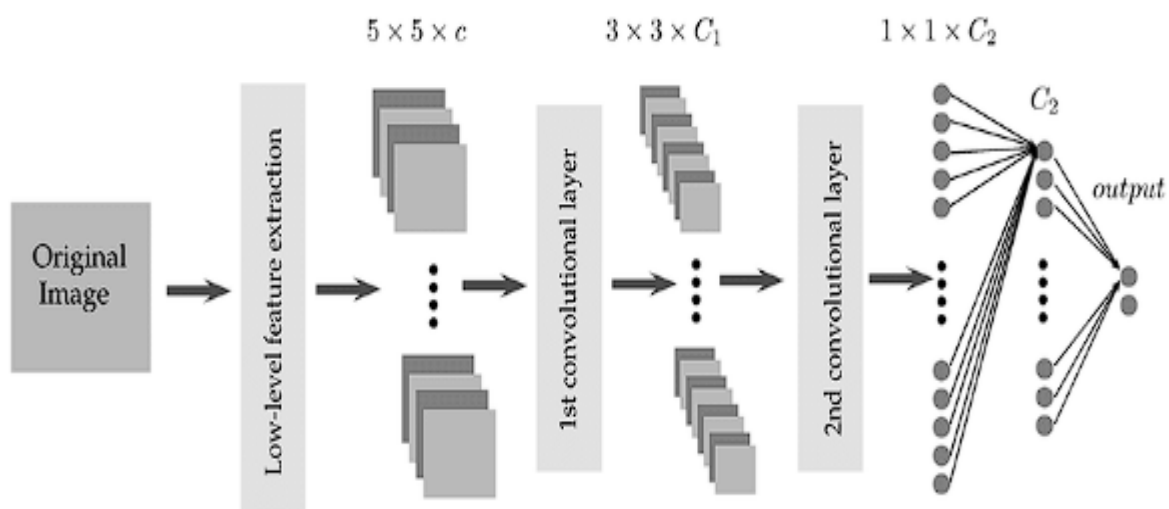 5 × 5 × c
3 × 3 × C₁
1 × 1 × C₂
C₂
output
Original
Image
Low-level feature extraction
1st convolutional layer
2nd convolutional layer